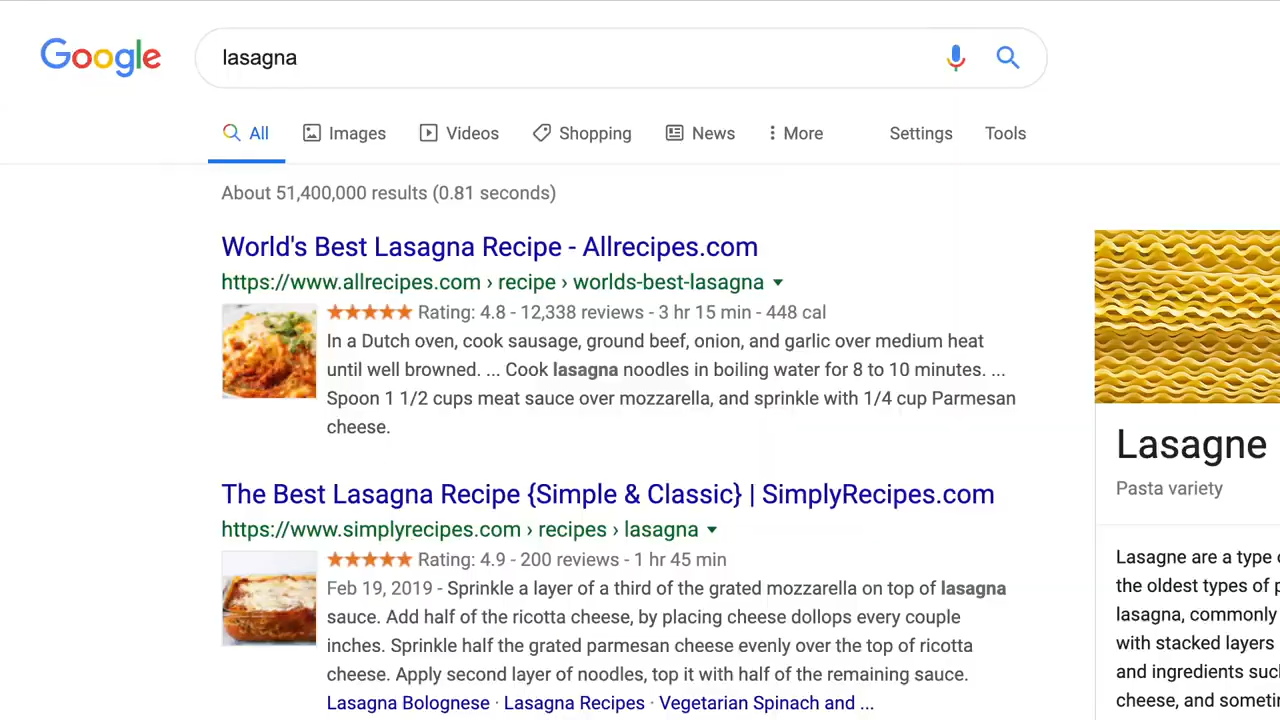 Google
lasagna
All Images Videos Shopping News More Settings Tools
About 51,400,000 results (0.81 seconds)
World's Best Lasagna Recipe - Allrecipes.com
https://www.allrecipes.com › recipe › worlds-best-lasagna
Rating: 4.8 - 12,338 reviews - 3 hr 15 min - 448 cal
In a Dutch oven, cook sausage, ground beef, onion, and garlic over medium heat
until well browned. ... Cook lasagna noodles in boiling water for 8 to 10 minutes. ...
Spoon 1 1/2 cups meat sauce over mozzarella, and sprinkle with 1/4 cup Parmesan
cheese.
The Best Lasagna Recipe {Simple & Classic} | SimplyRecipes.com
https://www.simplyrecipes.com › recipes › lasagna
Rating: 4.9 - 200 reviews - 1 hr 45 min
Feb 19, 2019 - Sprinkle a layer of a third of the grated mozzarella on top of lasagna
sauce. Add half of the ricotta cheese, by placing cheese dollops every couple
inches. Sprinkle half the grated parmesan cheese evenly over the top of ricotta
cheese. Apply second layer of noodles, top it with half of the remaining sauce.
Lasagna Bolognese · Lasagna Recipes · Vegetarian Spinach and ...
Lasagne
Pasta variety
Lasagne are a type
the oldest types of
lasagna, commonly
with stacked layers
and ingredients
cheese, and